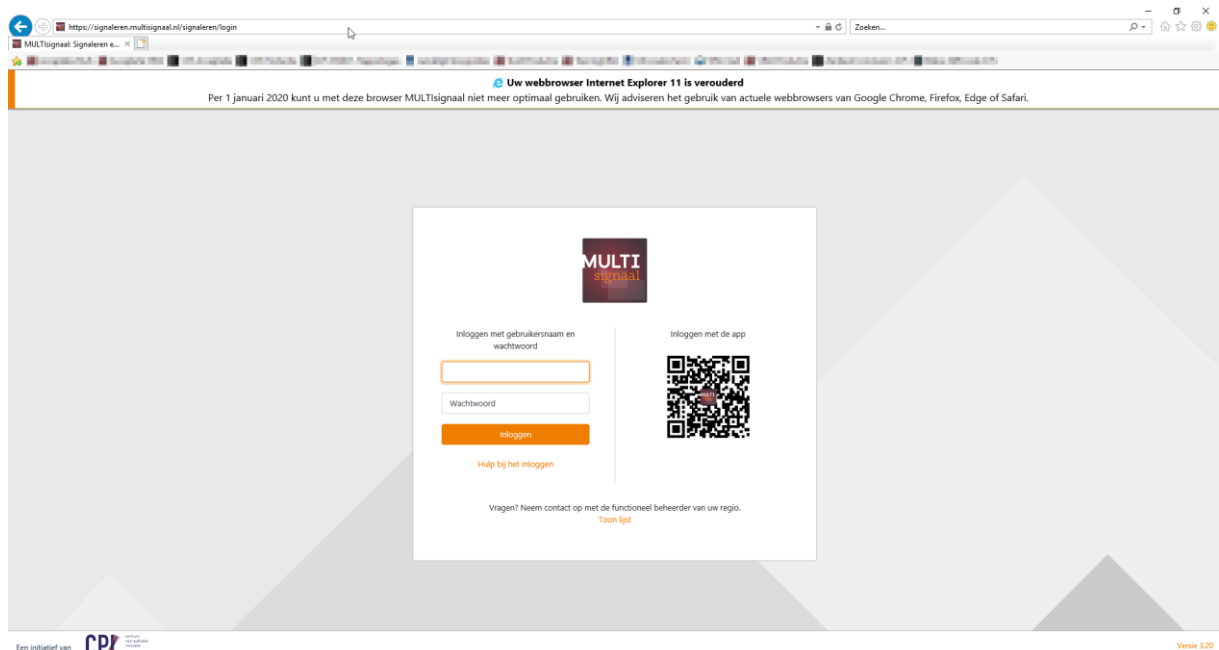 https://signaleren.multisignaal.nl/signaleren/login
Zoeken...
MULTIsignaal: Signaleren e...
Uw webbrowser Internet Explorer 11 is verouderd
Per 1 januari 2020 kunt u met deze browser MULTIsignaal niet meer optimaal gebruiken. Wij adviseren het gebruik van actuele webbrowsers van Google Chrome, Firefox, Edge of Safari.
MULTI
signaal
Inloggen met gebruikersnaam en
wachtwoord
Wachtwoord
Inloggen
Hulp bij het inloggen
Inloggen met de app
MULTI
Vragen? Neem contact op met de functioneel beheerder van uw regio.
Toon lijst
Een initiatief van
Versie 3.20